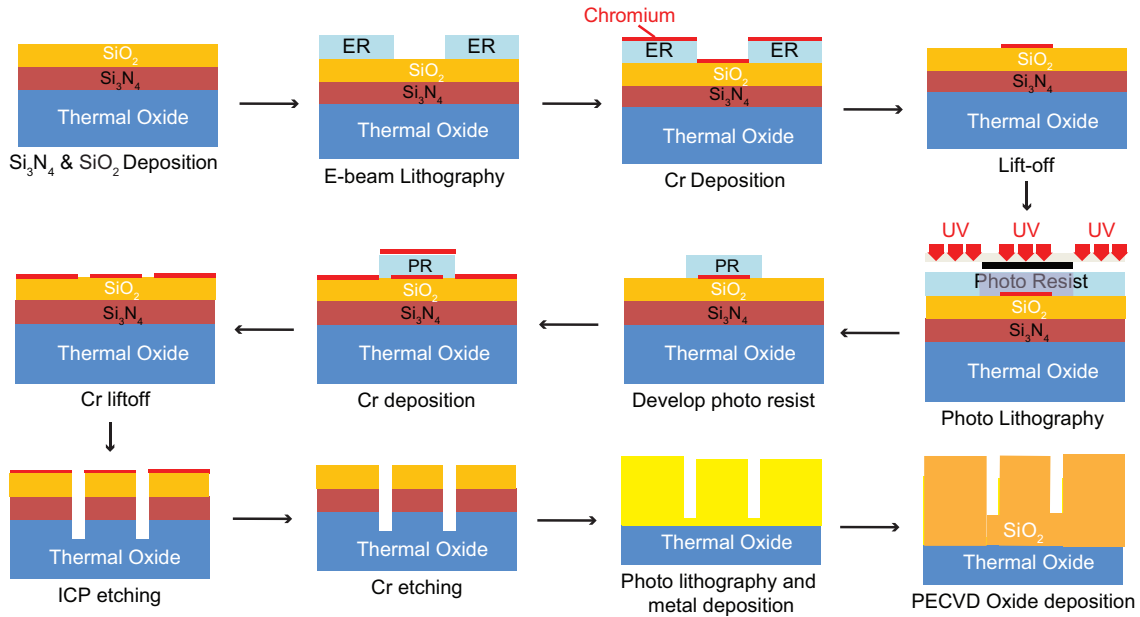 SiO₂
Si₃N₄
Thermal Oxide
Si₃N₄ & SiO₂ Deposition
ER ER
SiO₂
Si₃N₄
Thermal Oxide
E-beam Lithography
Chromium
ER ER
SiO₂
Si₃N₄
Thermal Oxide
Cr Deposition
SiO₂
Si₃N₄
Thermal Oxide
Lift-off
UV UV UV
Photo Resist
SiO₂
Si₃N₄
Thermal Oxide
Photo Lithography
PR
SiO₂
Si₃N₄
Thermal Oxide
Develop photo resist
PR
SiO₂
Si₃N₄
Thermal Oxide
Cr deposition
SiO₂
Si₃N₄
Thermal Oxide
Cr liftoff
Thermal Oxide
ICP etching
Thermal Oxide
Cr etching
Thermal Oxide
Photo lithography and
metal deposition
SiO₂
Thermal Oxide
PECVD Oxide deposition